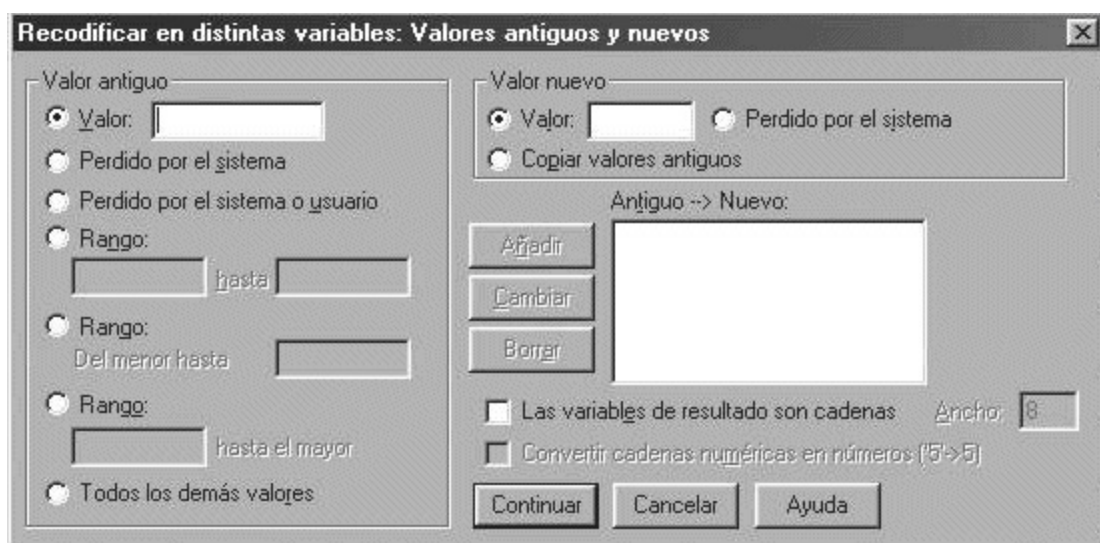 Recodificar en distintas variables: Valores antiguos y nuevos
Valor antiguo
Valor:
Perdido por el sistema
Perdido por el sistema o usuario
Rango:
hasta
Rango:
Del menor hasta
Rango:
hasta el mayor
Todos los demás valores
Valor nuevo
Valor:
Perdido por el sistema
Copiar valores antiguos
Antiguo --> Nuevo:
Añadir
Cambiar
Borrar
Las variables de resultado son cadenas
Ancho: 8
Convertir cadenas numéricas en números ('5'->5)
Continuar
Cancelar
Ayuda